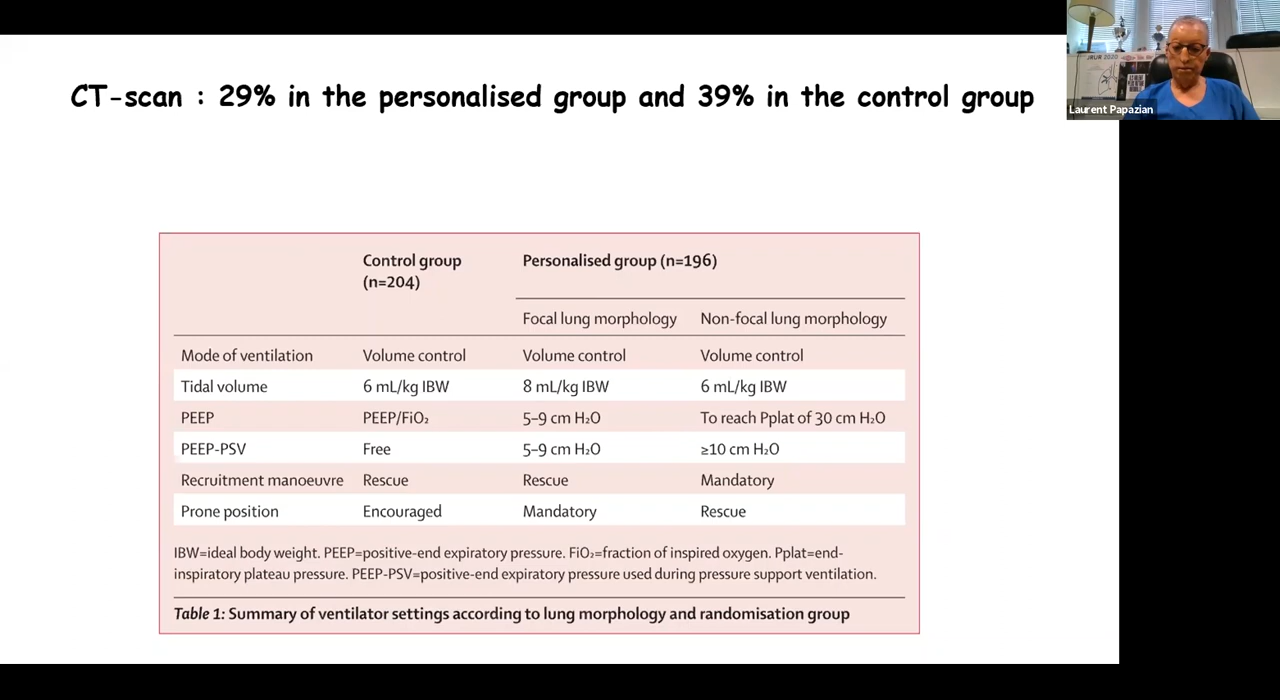 CT-scan : 29% in the personalised group and 39% in the control group
JRUR 2020
Laurent Papazian
Control group
(n=204)
Personalised group (n=196)
Focal lung morphology
Non-focal lung morphology
Mode of ventilation
Volume control
Volume control
Volume control
Tidal volume
6 mL/kg IBW
8 mL/kg IBW
6 mL/kg IBW
PEEP
PEEP/FiO₂
5–9 cm H₂O
To reach Pplat of 30 cm H₂O
PEEP-PSV
Free
5–9 cm H₂O
≥10 cm H₂O
Recruitment manoeuvre
Rescue
Rescue
Mandatory
Prone position
Encouraged
Mandatory
Rescue
IBW=ideal body weight. PEEP=positive-end expiratory pressure. FiO₂=fraction of inspired oxygen. Pplat=end-
inspiratory plateau pressure. PEEP-PSV=positive-end expiratory pressure used during pressure support ventilation.
Table 1: Summary of ventilator settings according to lung morphology and randomisation group